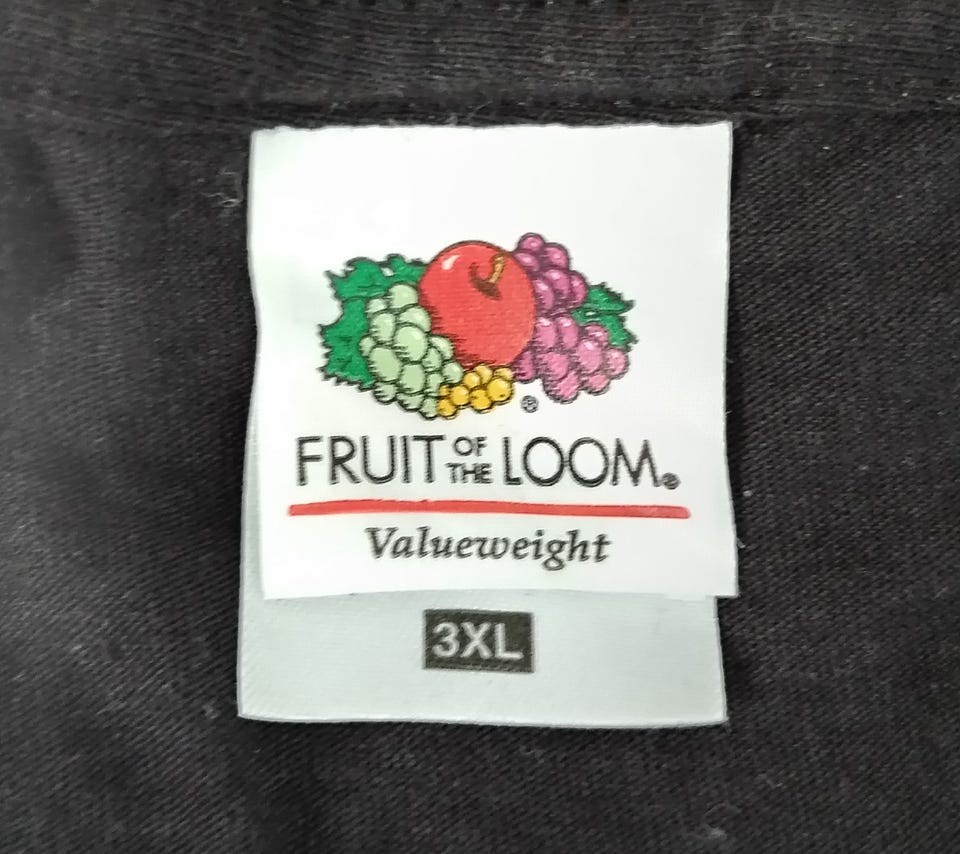 ®
FRUIT OF THE LOOM®
Valueweight
3XL